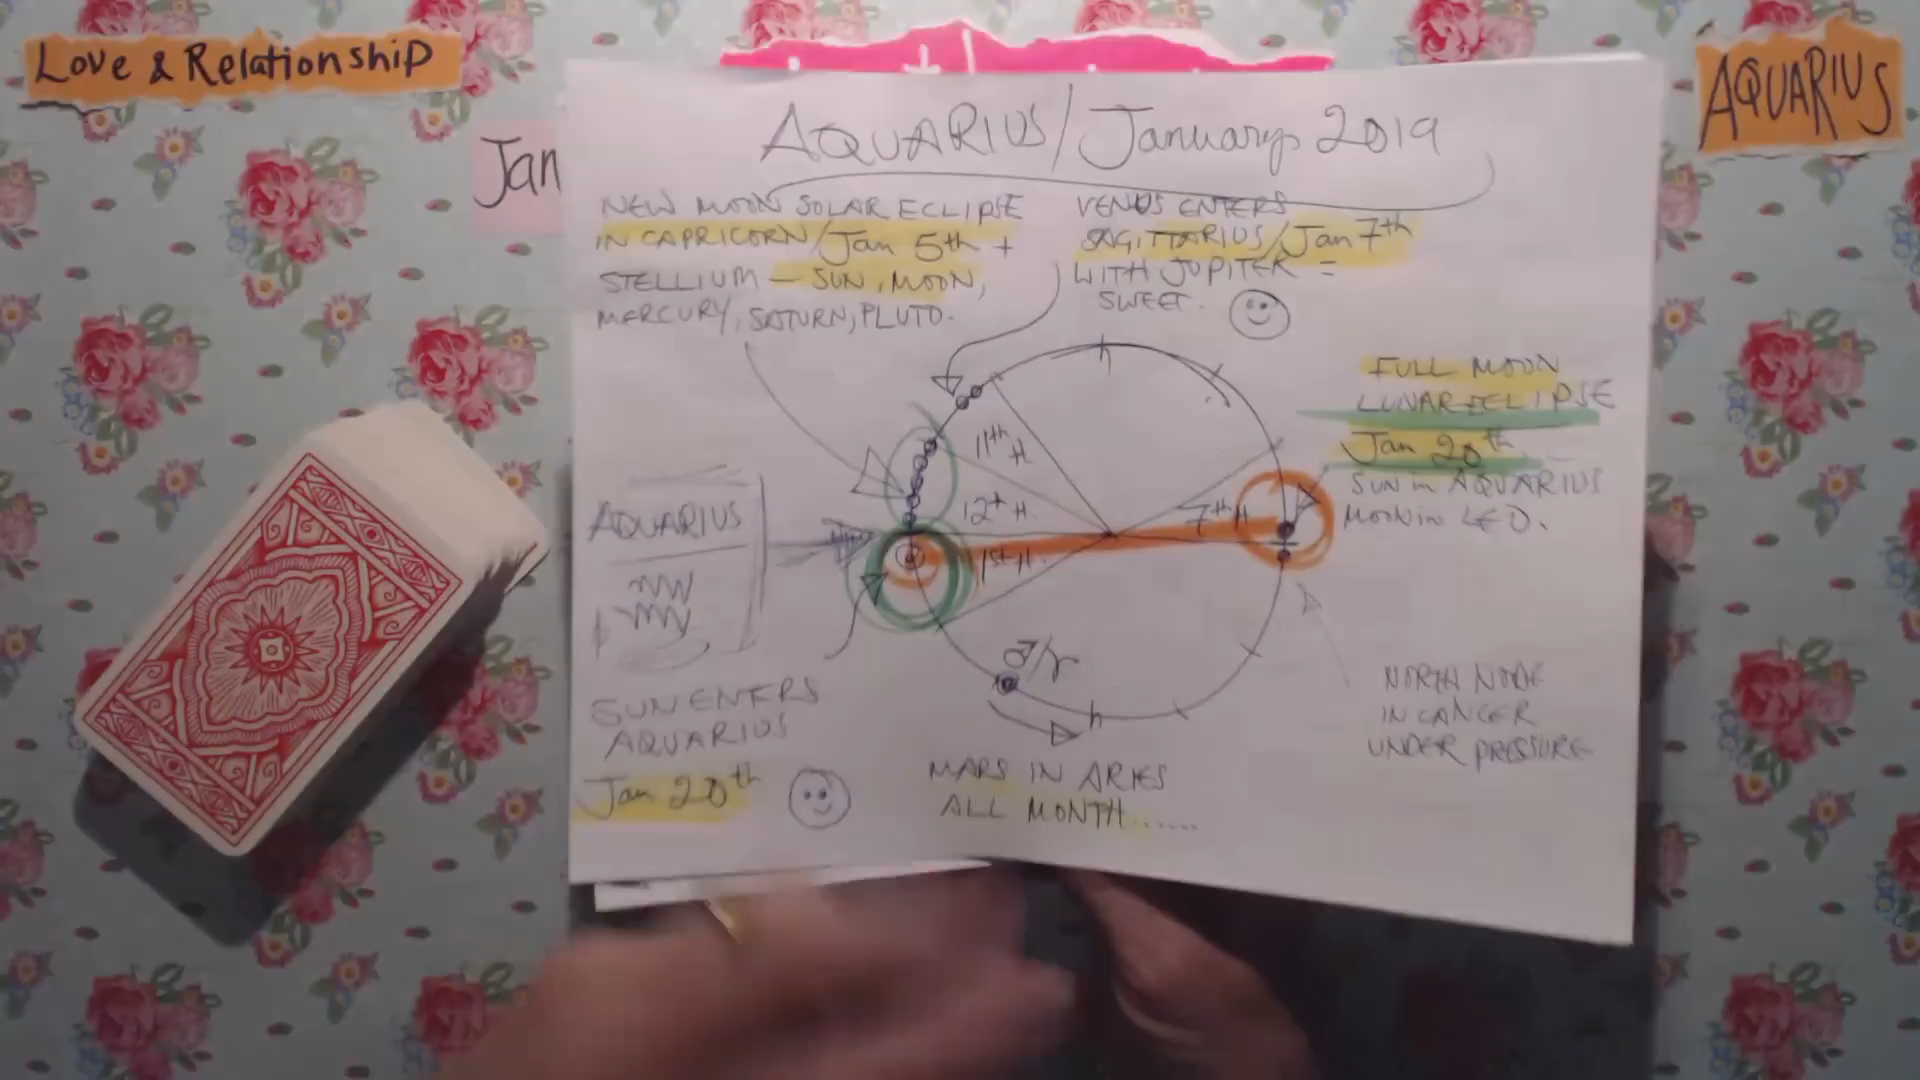 Love & Relationship
AQUARIUS
Jan
AQUARIUS/January 2019
NEW MOON SOLAR ECLIPSE
IN CAPRICORN/Jan 5th +
STELLIUM - SUN, MOON,
MERCURY, SATURN, PLUTO.
VENUS ENTERS
SAGITTARIUS/Jan 7th
WITH JUPITER =
SWEET.
FULL MOON
LUNAR ECLIPSE
Jan 20th
SUN in AQUARIUS
MOON in LEO.
11th H
12th H.
7th H
1st H.
AQUARIUS
♂/♈
SUN ENTERS
AQUARIUS
Jan 20th
MARS IN ARIES
ALL MONTH......
NORTH NODE
IN CANCER
UNDER PRESSURE